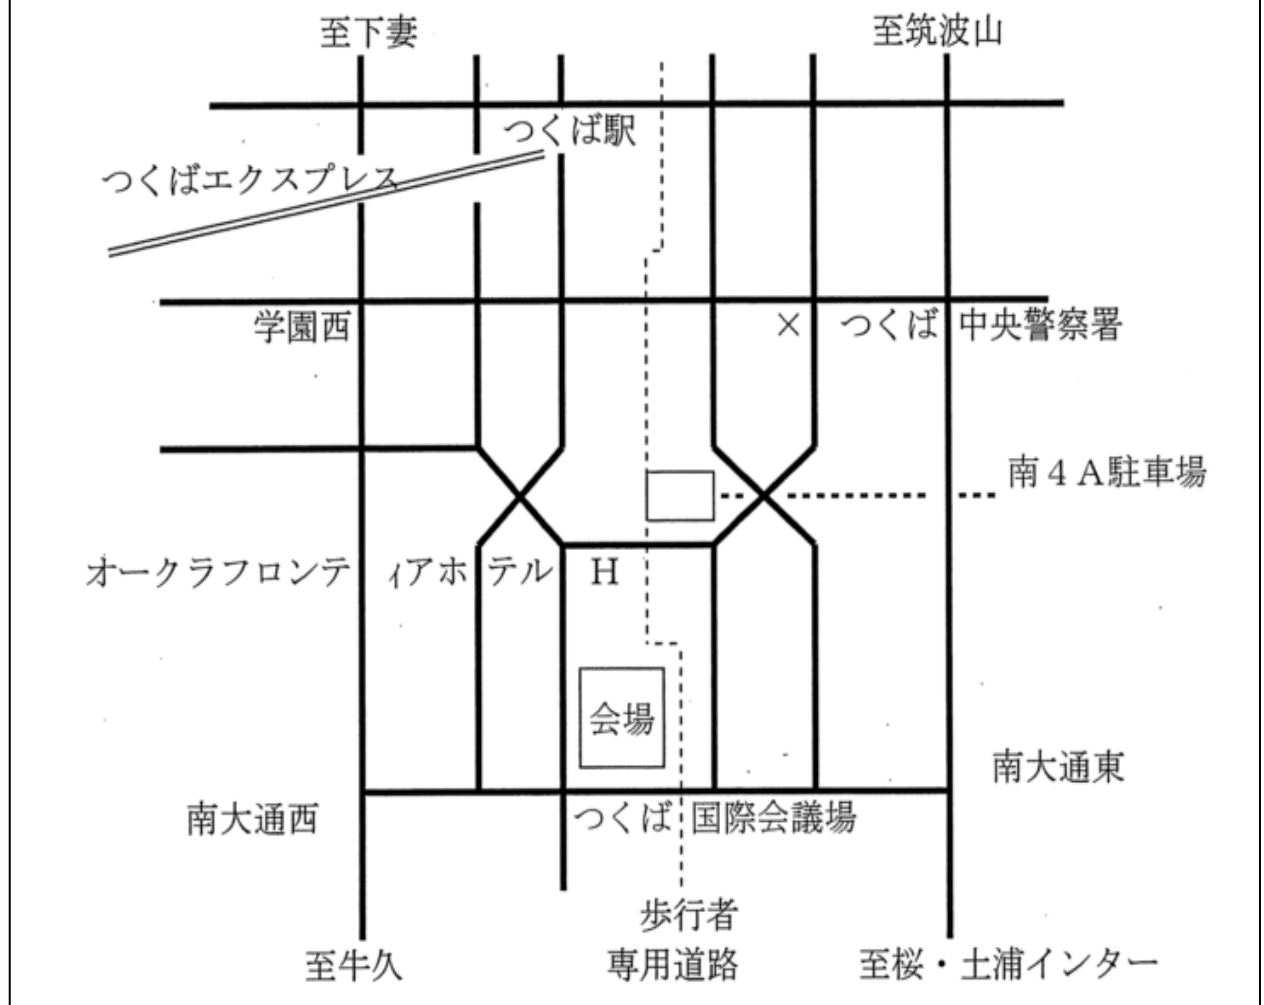 至下妻
至筑波山
つくば駅
つくばエクスプレス
学園西
× つくば中央警察署
南４Ａ駐車場
オークラフロンティアホテル H
会場
南大通東
南大通西
つくば国際会議場
歩行者
専用道路
至牛久
至桜・土浦インター